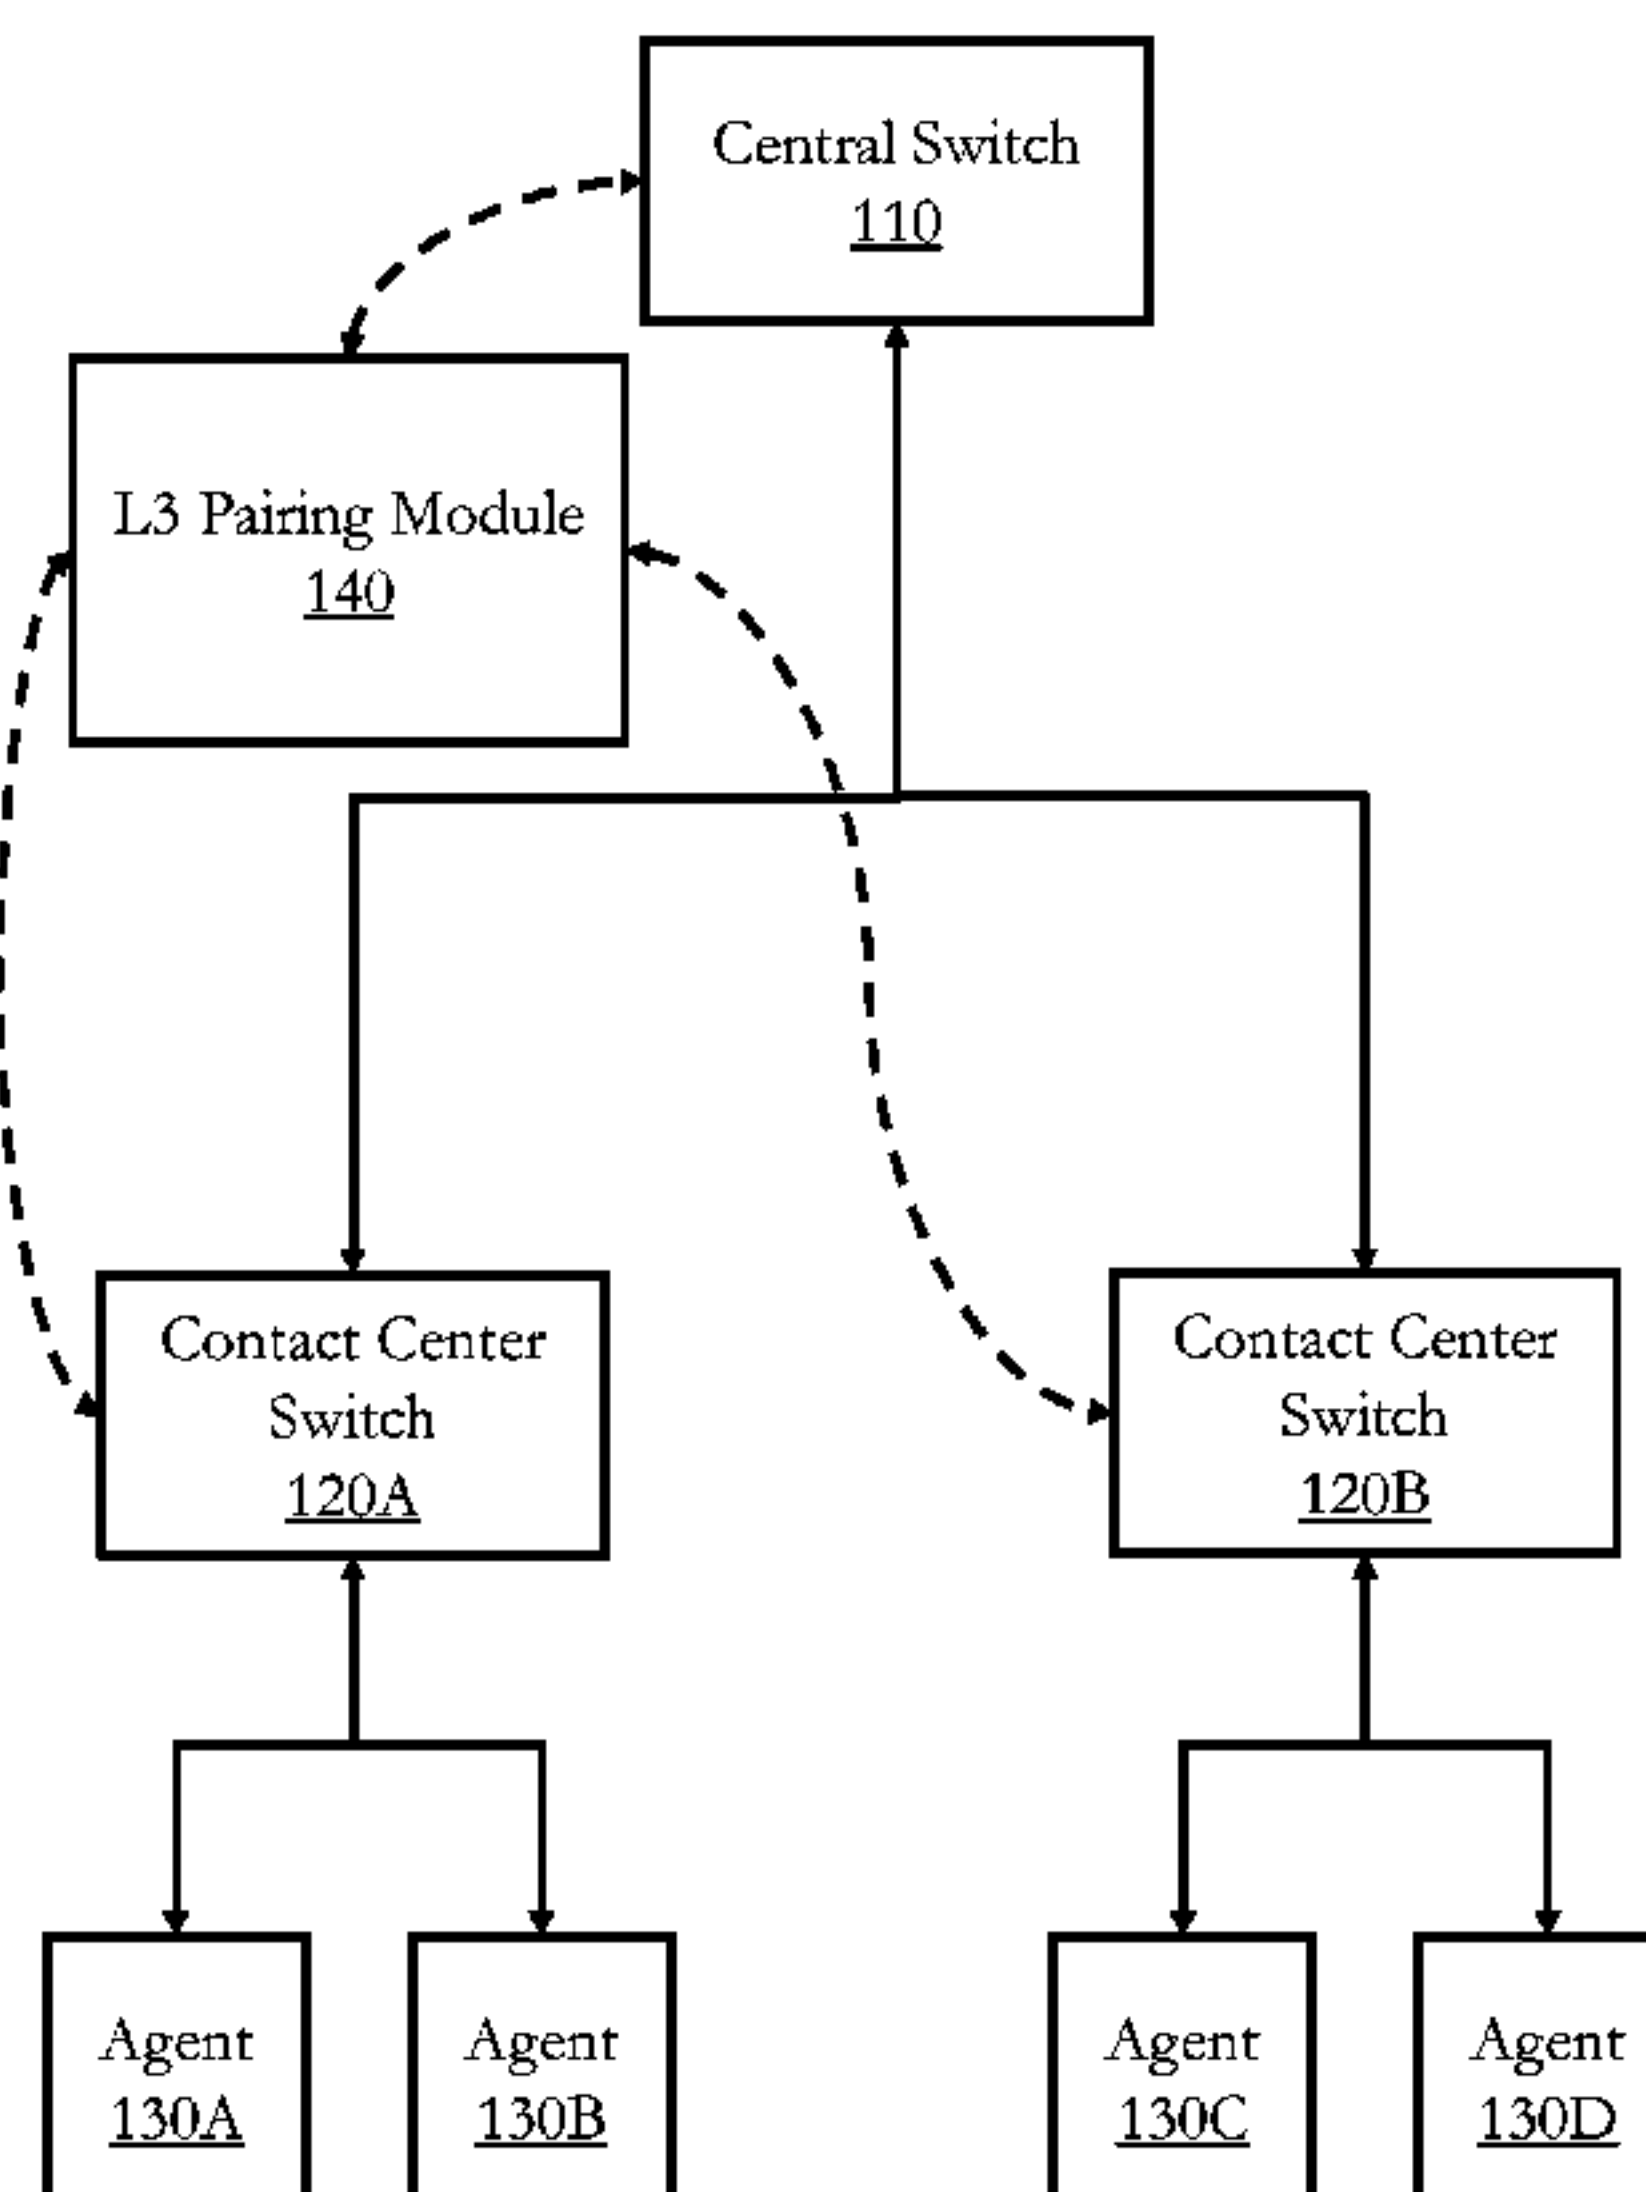 Central Switch
110
L3 Pairing Module
140
Contact Center
Switch
120A
Contact Center
Switch
120B
Agent
130A
Agent
130B
Agent
130C
Agent
130D